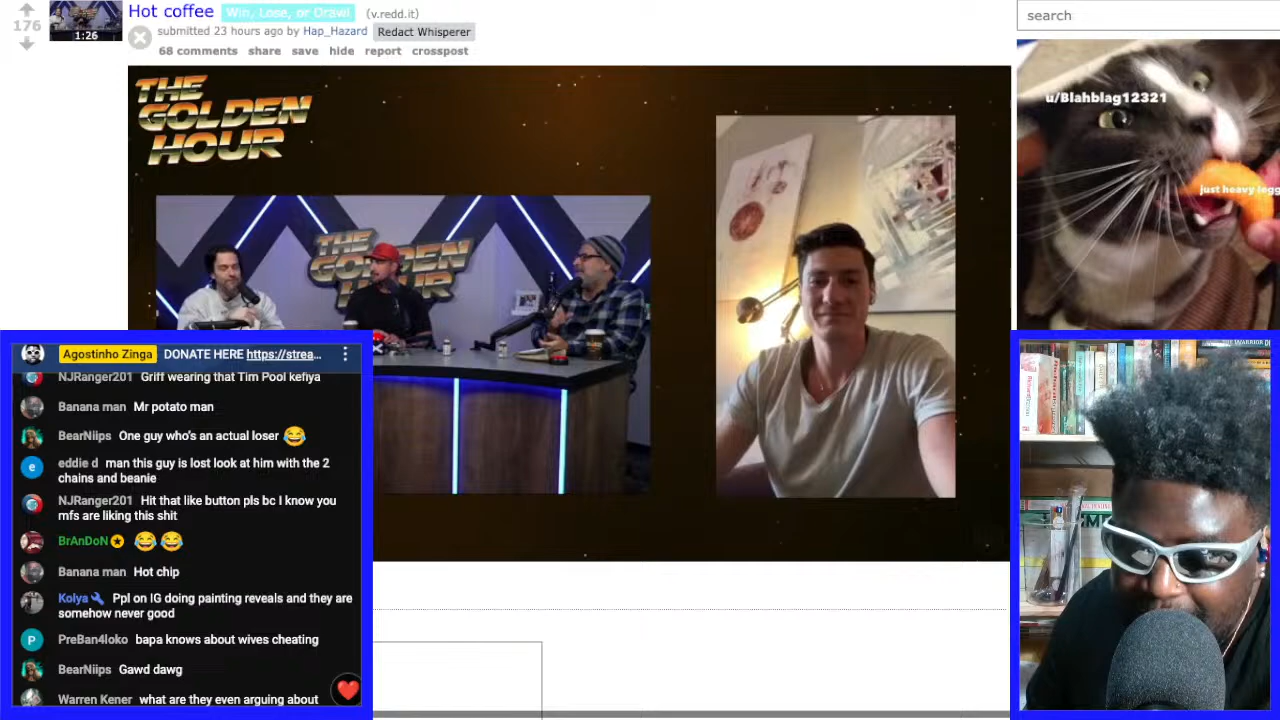 176
1:26
Hot coffee Win, Lose, or Draw! (v.redd.it)
submitted 23 hours ago by Hap_Hazard Redact Whisperer
68 comments share save hide report crosspost
search
u/Blahblag12321
just heavy legg
THE
GOLDEN
HOUR
THE
GOLDEN
HOUR
Agostinho Zinga DONATE HERE https://strea...
NJRanger201 Griff wearing that Tim Pool kefiya
Banana man Mr potato man
BearNiips One guy who's an actual loser
eddie d man this guy is lost look at him with the 2
chains and beanie
NJRanger201 Hit that like button pls bc I know you
mfs are liking this shit
BrAnDoN
Banana man Hot chip
Kolya Ppl on IG doing painting reveals and they are
somehow never good
PreBan4loko bapa knows about wives cheating
BearNiips Gawd dawg
Warren Kener what are they even arguing about